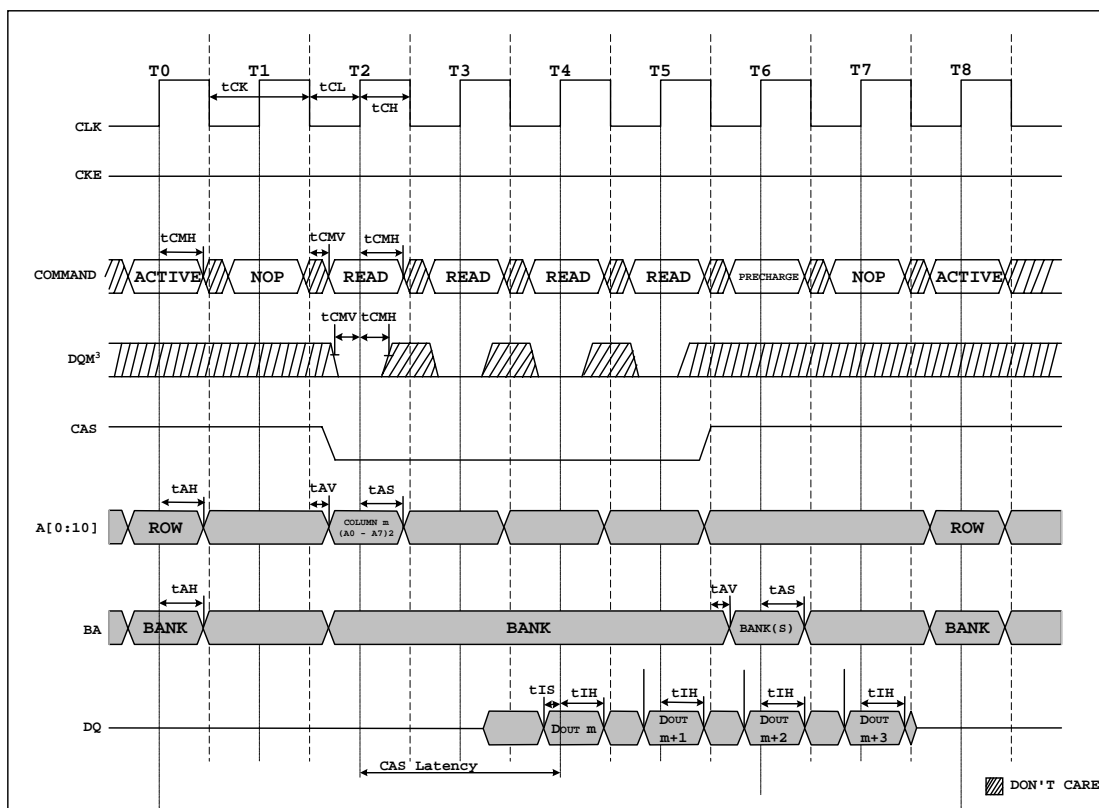 T0 T1 T2 T3 T4 T5 T6 T7 T8
tCK tCL
tCH
CLK
CKE
tCMH tCMV tCMH
COMMAND ACTIVE NOP READ READ READ READ PRECHARGE NOP ACTIVE
tCMV tCMH
DQM³
CAS
tAH tAV tAS
A[0:10] ROW COLUMN m (A0 - A7)2 ROW
tAH tAV tAS
BA BANK BANK BANK(S) BANK
tIS tIH tIH tIH tIH
DQ DOUT m DOUT m+1 DOUT m+2 DOUT m+3
CAS Latency
DON'T CARE